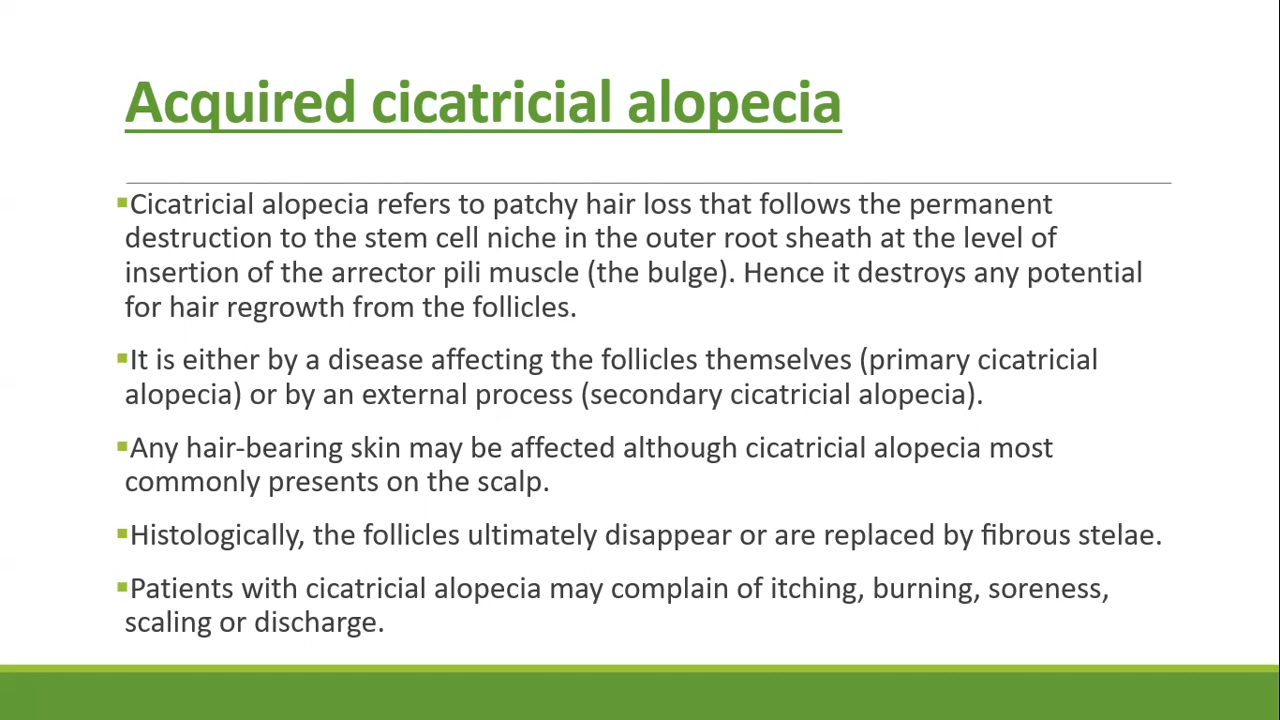 Acquired cicatricial alopecia
▪Cicatricial alopecia refers to patchy hair loss that follows the permanent
destruction to the stem cell niche in the outer root sheath at the level of
insertion of the arrector pili muscle (the bulge). Hence it destroys any potential
for hair regrowth from the follicles.
▪It is either by a disease affecting the follicles themselves (primary cicatricial
alopecia) or by an external process (secondary cicatricial alopecia).
▪Any hair-bearing skin may be affected although cicatricial alopecia most
commonly presents on the scalp.
▪Histologically, the follicles ultimately disappear or are replaced by fibrous stelae.
▪Patients with cicatricial alopecia may complain of itching, burning, soreness,
scaling or discharge.